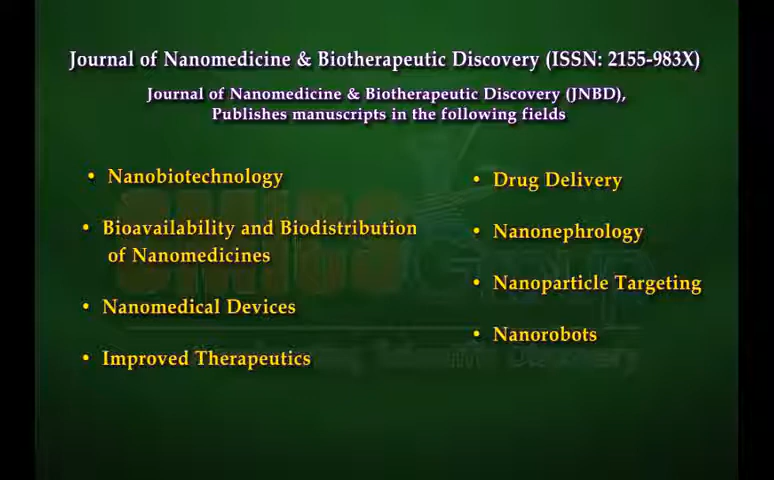 Journal of Nanomedicine & Biotherapeutic Discovery (ISSN: 2155-983X)
Journal of Nanomedicine & Biotherapeutic Discovery (JNBD),
Publishes manuscripts in the following fields
• Nanobiotechnology
• Bioavailability and Biodistribution
of Nanomedicines
• Nanomedical Devices
• Improved Therapeutics
• Drug Delivery
• Nanonephrology
• Nanoparticle Targeting
• Nanorobots